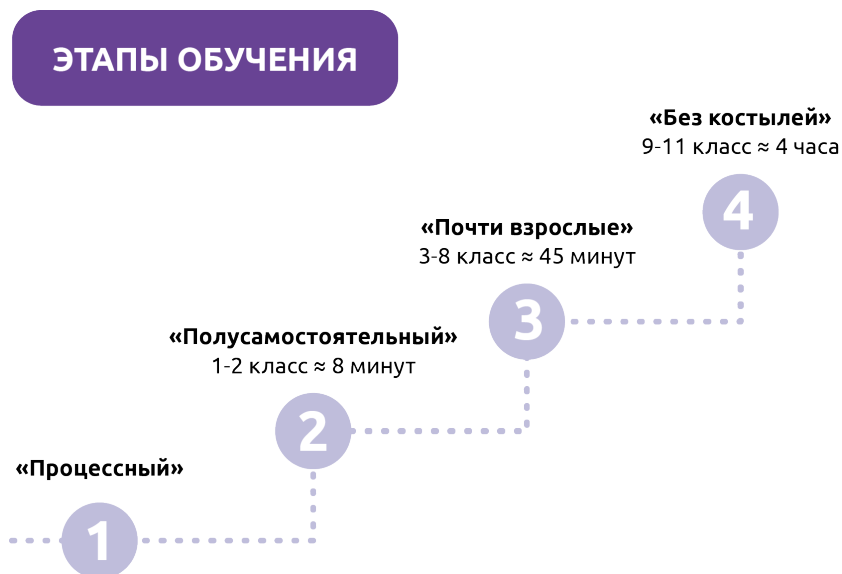 ЭТАПЫ ОБУЧЕНИЯ
«Без костылей»
9-11 класс ≈ 4 часа
4
«Почти взрослые»
3-8 класс ≈ 45 минут
3
«Полусамостоятельный»
1-2 класс ≈ 8 минут
2
«Процессный»
1